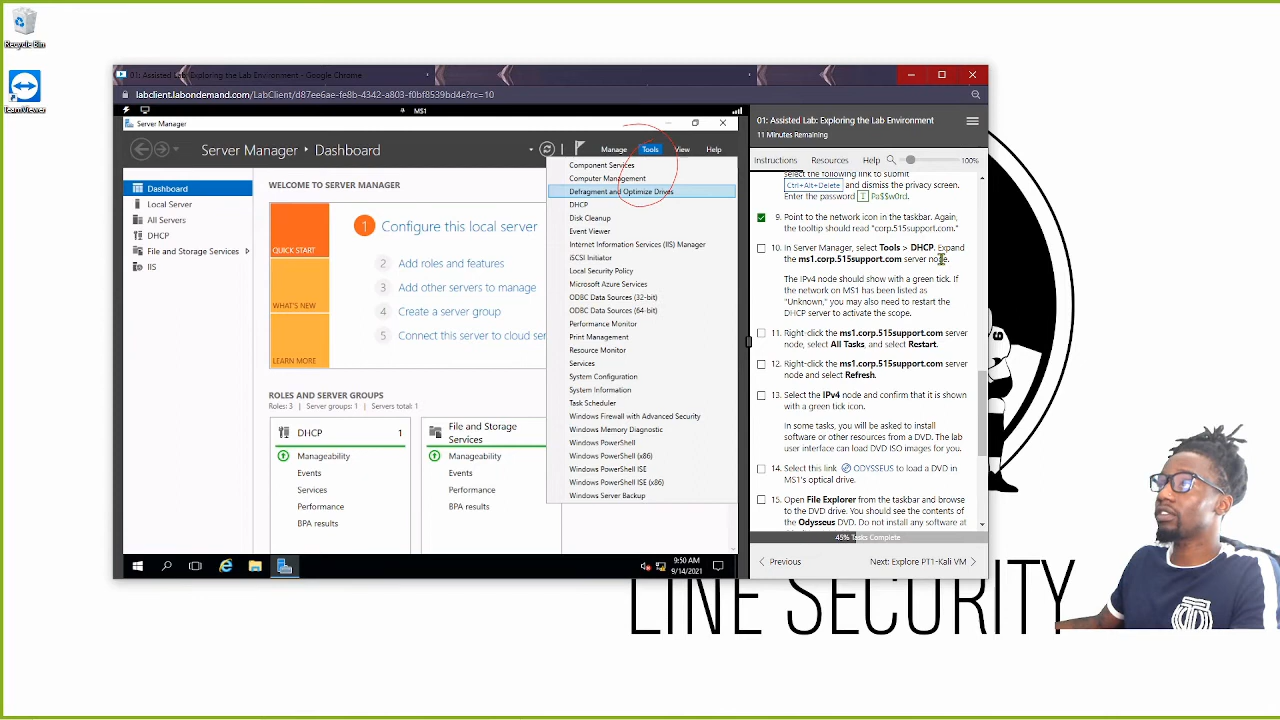 Recycle Bin
TeamViewer
01: Assisted Lab: Exploring the Lab Environment - Google Chrome
labclient.labondemand.com/LabClient/d87ee6ae-fe8b-4342-a803-f0bf8539bd4e?rc=10
MS1
Server Manager
Server Manager • Dashboard
Manage Tools View Help
Dashboard
Local Server
All Servers
DHCP
File and Storage Services
IIS
WELCOME TO SERVER MANAGER
QUICK START
WHAT'S NEW
LEARN MORE
1 Configure this local server
2 Add roles and features
3 Add other servers to manage
4 Create a server group
5 Connect this server to cloud ser
ROLES AND SERVER GROUPS
Roles: 3 | Server groups: 1 | Servers total: 1
DHCP 1
Manageability
Events
Services
Performance
BPA results
File and Storage
Services
Manageability
Events
Performance
BPA results
Component Services
Computer Management
Defragment and Optimize Drives
DHCP
Disk Cleanup
Event Viewer
Internet Information Services (IIS) Manager
iSCSI Initiator
Local Security Policy
Microsoft Azure Services
ODBC Data Sources (32-bit)
ODBC Data Sources (64-bit)
Performance Monitor
Print Management
Resource Monitor
Services
System Configuration
System Information
Task Scheduler
Windows Firewall with Advanced Security
Windows Memory Diagnostic
Windows PowerShell
Windows PowerShell (x86)
Windows PowerShell ISE
Windows PowerShell ISE (x86)
Windows Server Backup
9:50 AM
9/14/2021
01: Assisted Lab: Exploring the Lab Environment
11 Minutes Remaining
Instructions Resources Help 100%
select the following link to submit
Ctrl+Alt+Delete and dismiss the privacy screen.
Enter the password Pa$$w0rd.
9. Point to the network icon in the taskbar. Again,
the tooltip should read "corp.515support.com."
10. In Server Manager, select Tools > DHCP. Expand
the ms1.corp.515support.com server node.
The IPv4 node should show with a green tick. If
the network on MS1 has been listed as
"Unknown," you may also need to restart the
DHCP server to activate the scope.
11. Right-click the ms1.corp.515support.com server
node, select All Tasks, and select Restart.
12. Right-click the ms1.corp.515support.com server
node and select Refresh.
13. Select the IPv4 node and confirm that it is shown
with a green tick icon.
In some tasks, you will be asked to install
software or other resources from a DVD. The lab
user interface can load DVD ISO images for you.
14. Select this link ODYSSEUS to load a DVD in
MS1's optical drive.
15. Open File Explorer from the taskbar and browse
to the DVD drive. You should see the contents of
the Odysseus DVD. Do not install any software at
45% Tasks Complete
Previous
Next: Explore PT1-Kali VM
LINE SECURITY